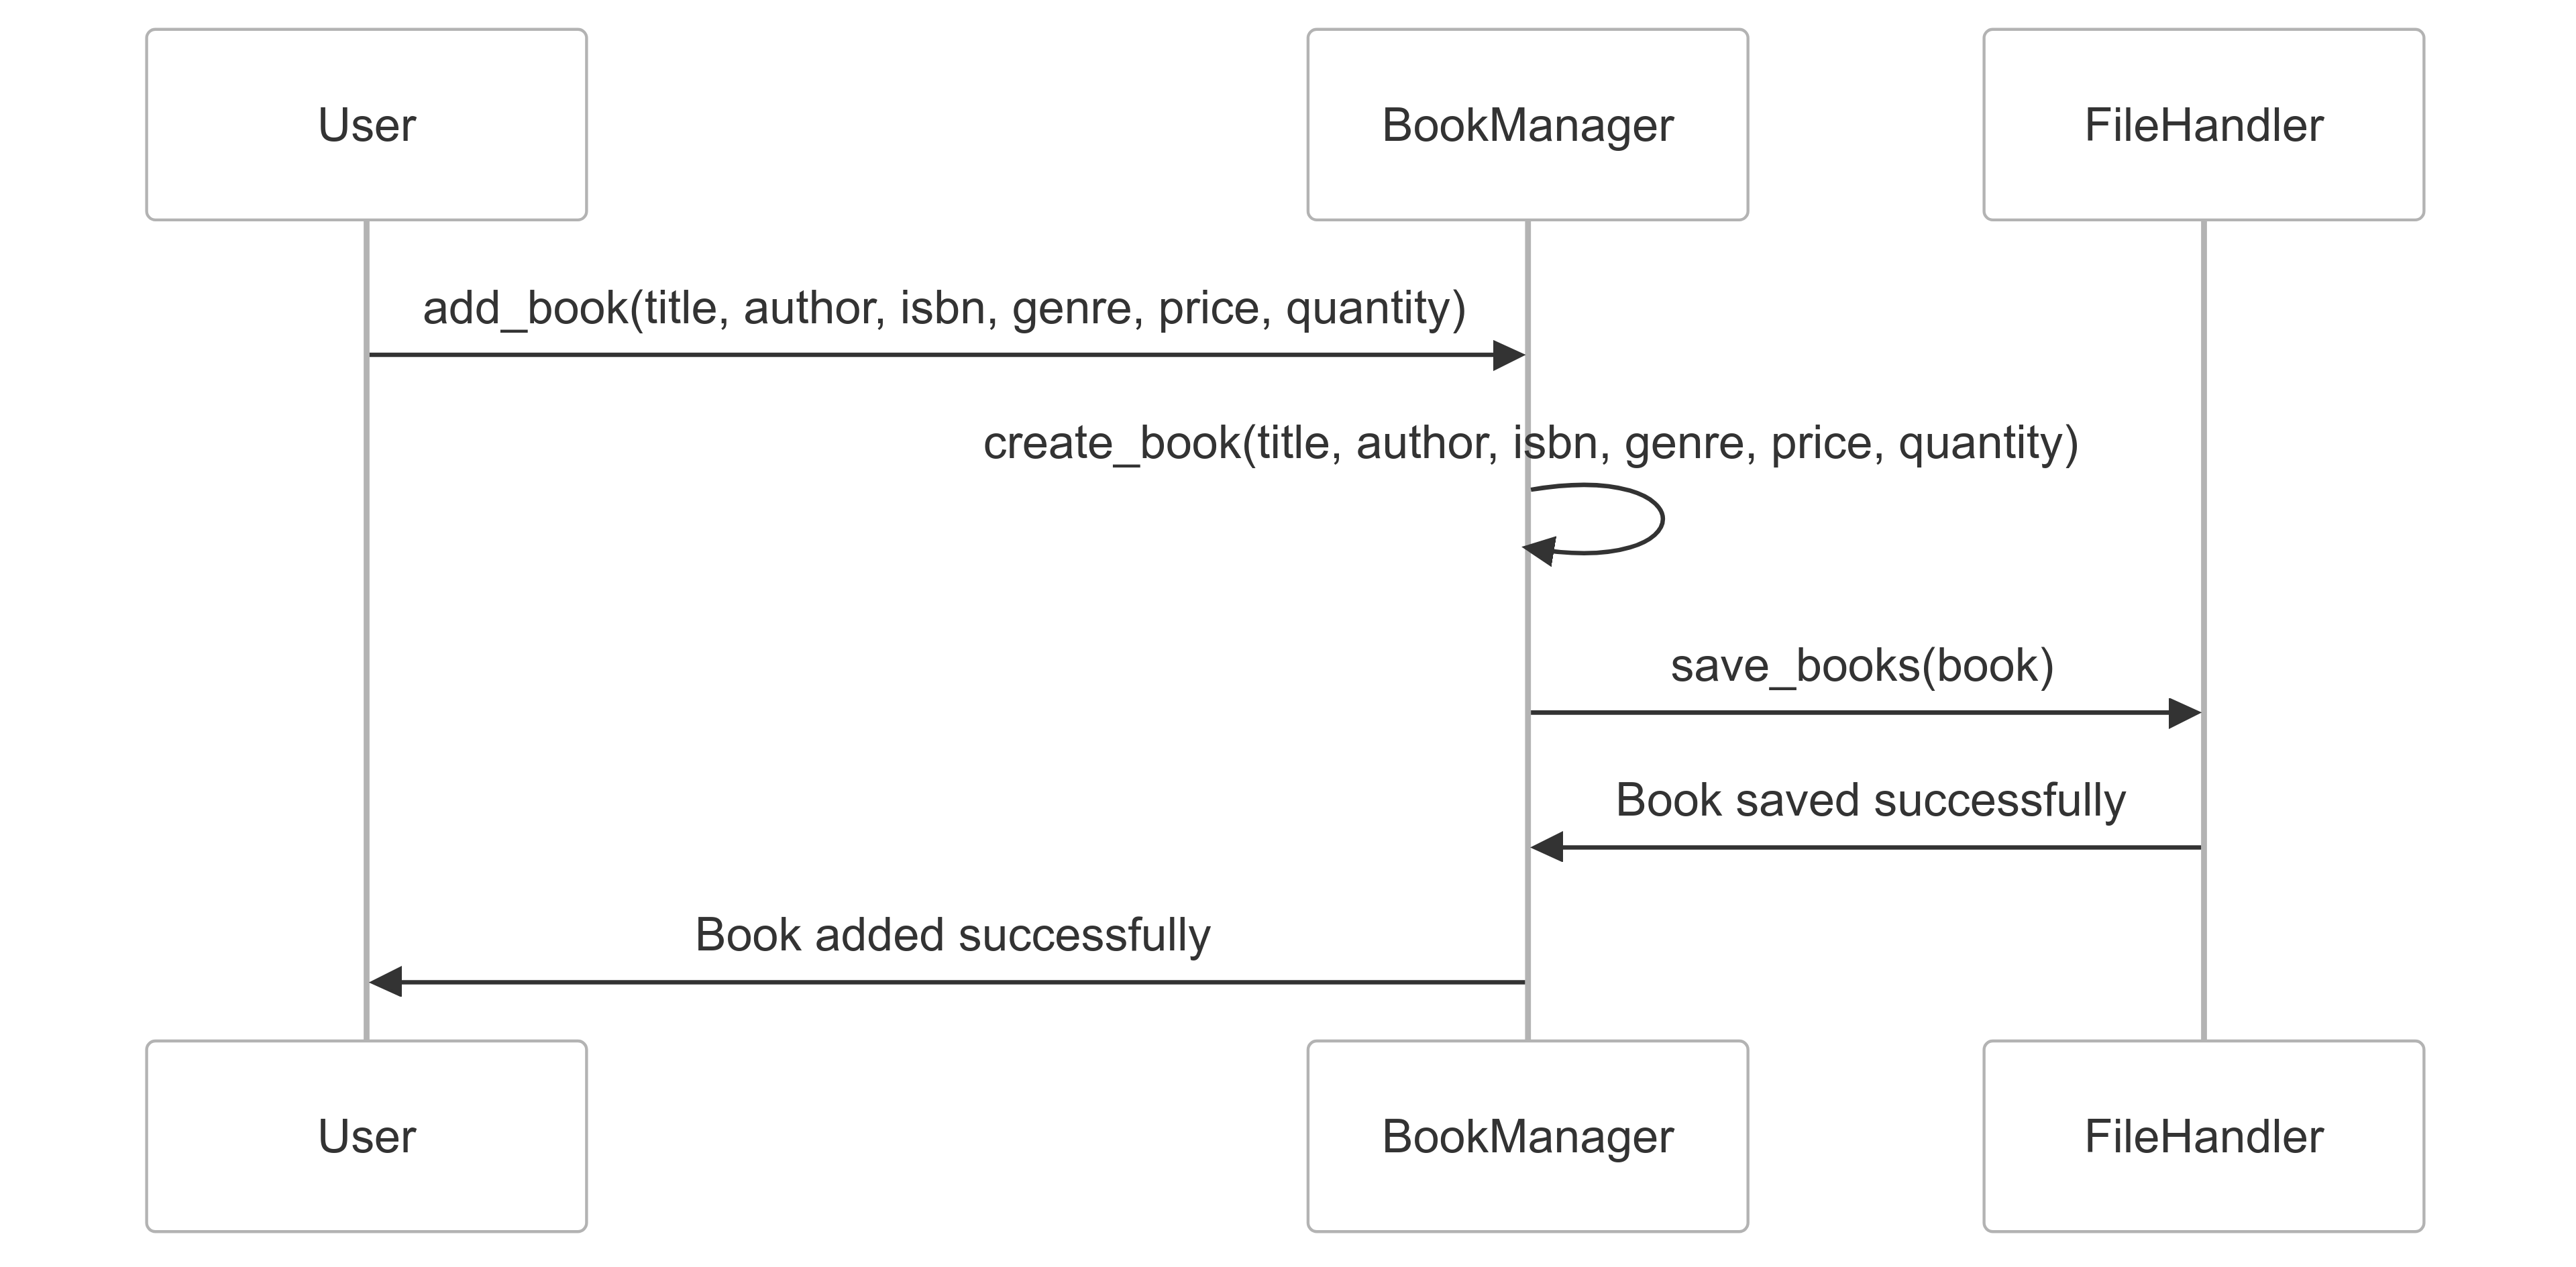 User
BookManager
FileHandler
add_book(title, author, isbn, genre, price, quantity)
create_book(title, author, isbn, genre, price, quantity)
save_books(book)
Book saved successfully
Book added successfully
User
BookManager
FileHandler